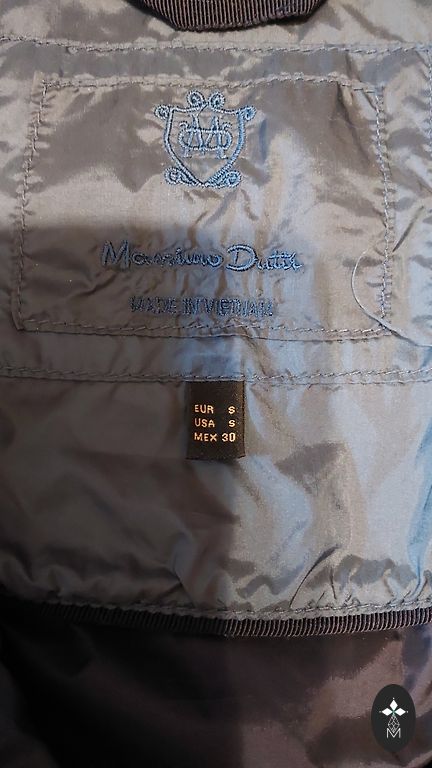 Massimo Dutti
MADE IN VIETNAM
EUR S
USA S
MEX 30
M